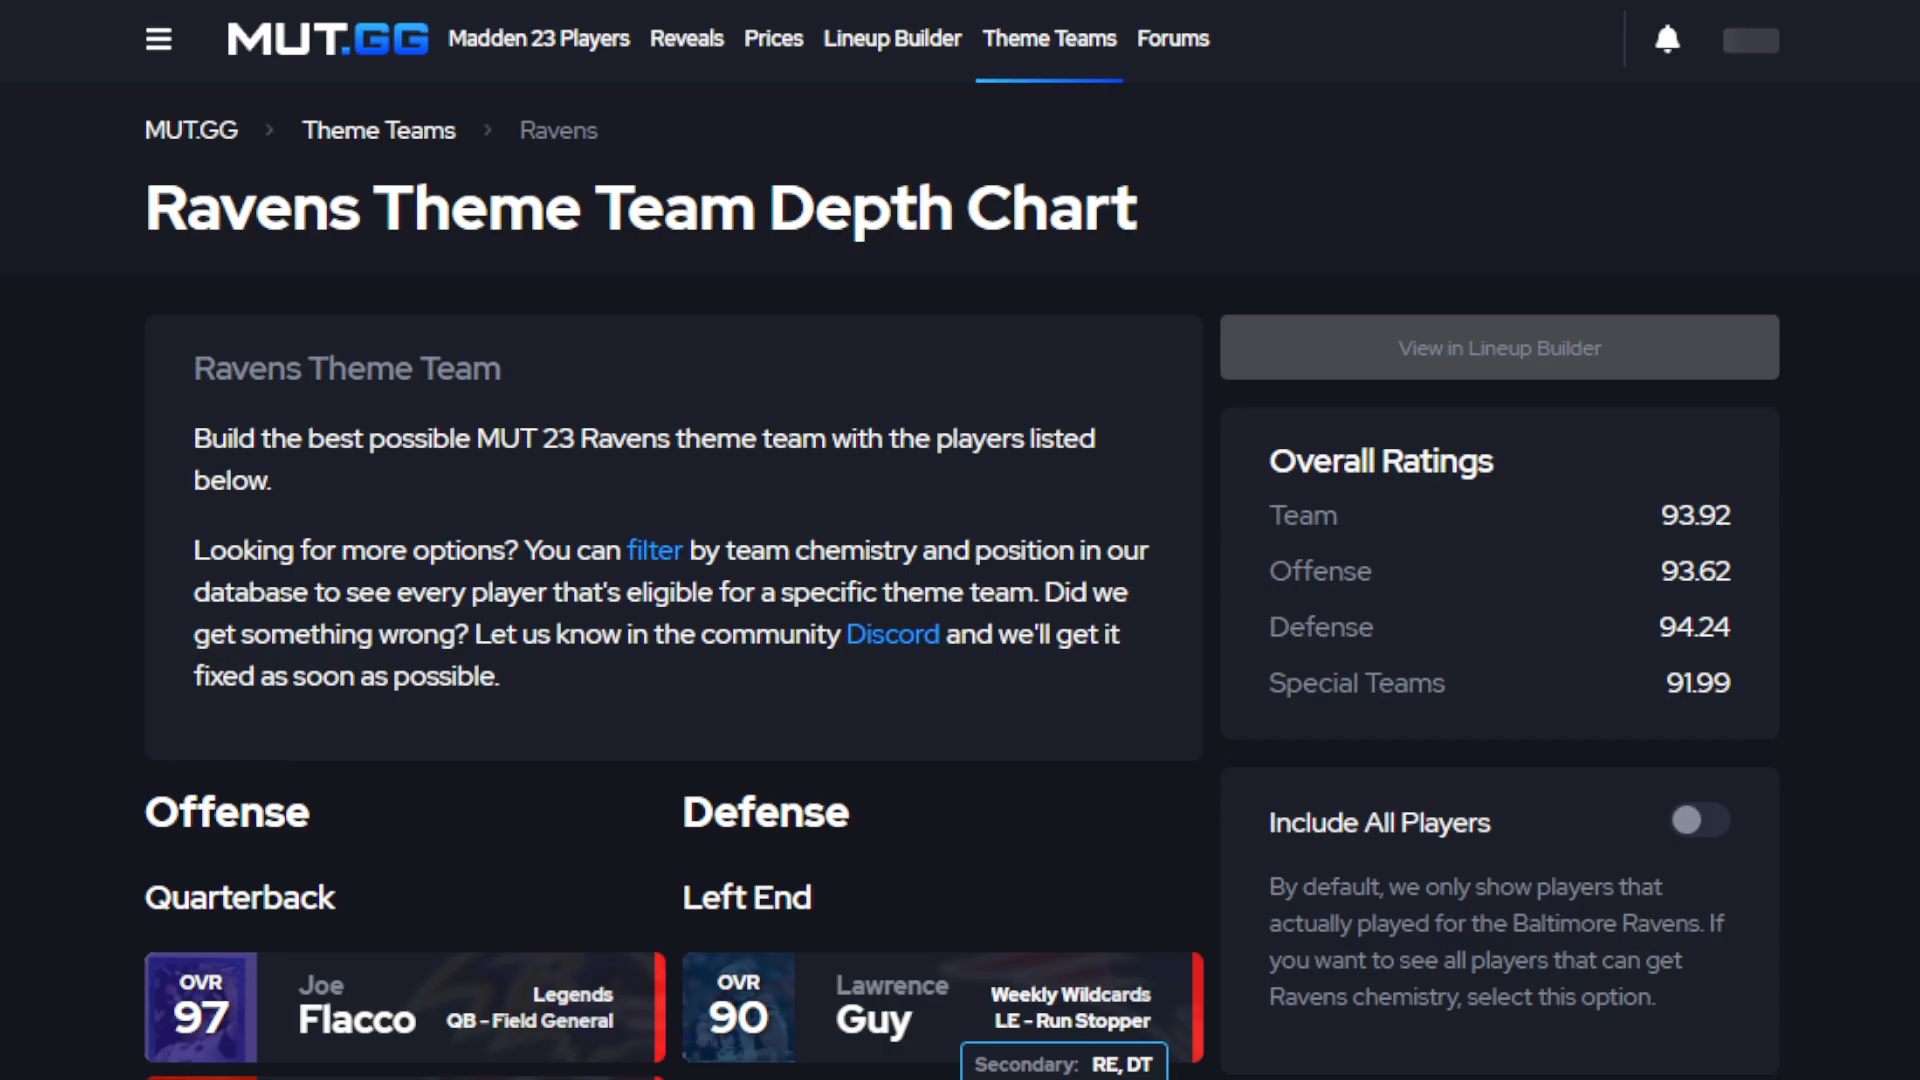 MUT.GG Madden 23 Players Reveals Prices Lineup Builder Theme Teams Forums
MUT.GG > Theme Teams > Ravens
Ravens Theme Team Depth Chart
Ravens Theme Team
Build the best possible MUT 23 Ravens theme team with the players listed
below.
Looking for more options? You can filter by team chemistry and position in our
database to see every player that's eligible for a specific theme team. Did we
get something wrong? Let us know in the community Discord and we'll get it
fixed as soon as possible.
View in Lineup Builder
Overall Ratings
Team 93.92
Offense 93.62
Defense 94.24
Special Teams 91.99
Include All Players
By default, we only show players that
actually played for the Baltimore Ravens. If
you want to see all players that can get
Ravens chemistry, select this option.
Offense
Quarterback
OVR
97
Joe
Flacco
Legends
QB - Field General
Defense
Left End
OVR
90
Lawrence
Guy
Weekly Wildcards
LE - Run Stopper
Secondary: RE, DT